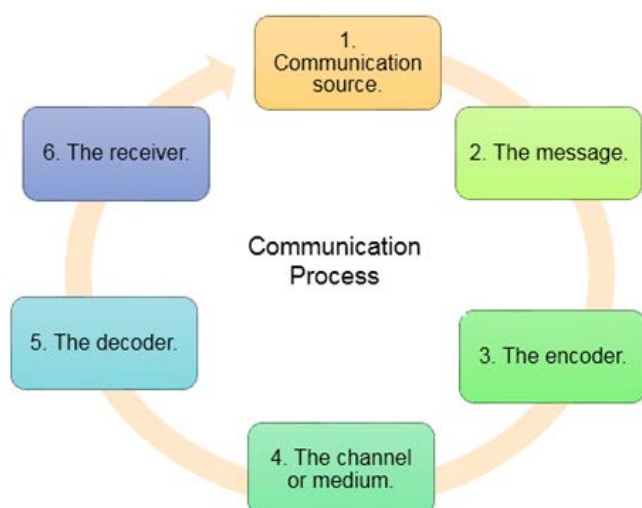 1.
Communication
source.
2. The message.
3. The encoder.
4. The channel
or medium.
5. The decoder.
6. The receiver.
Communication
Process